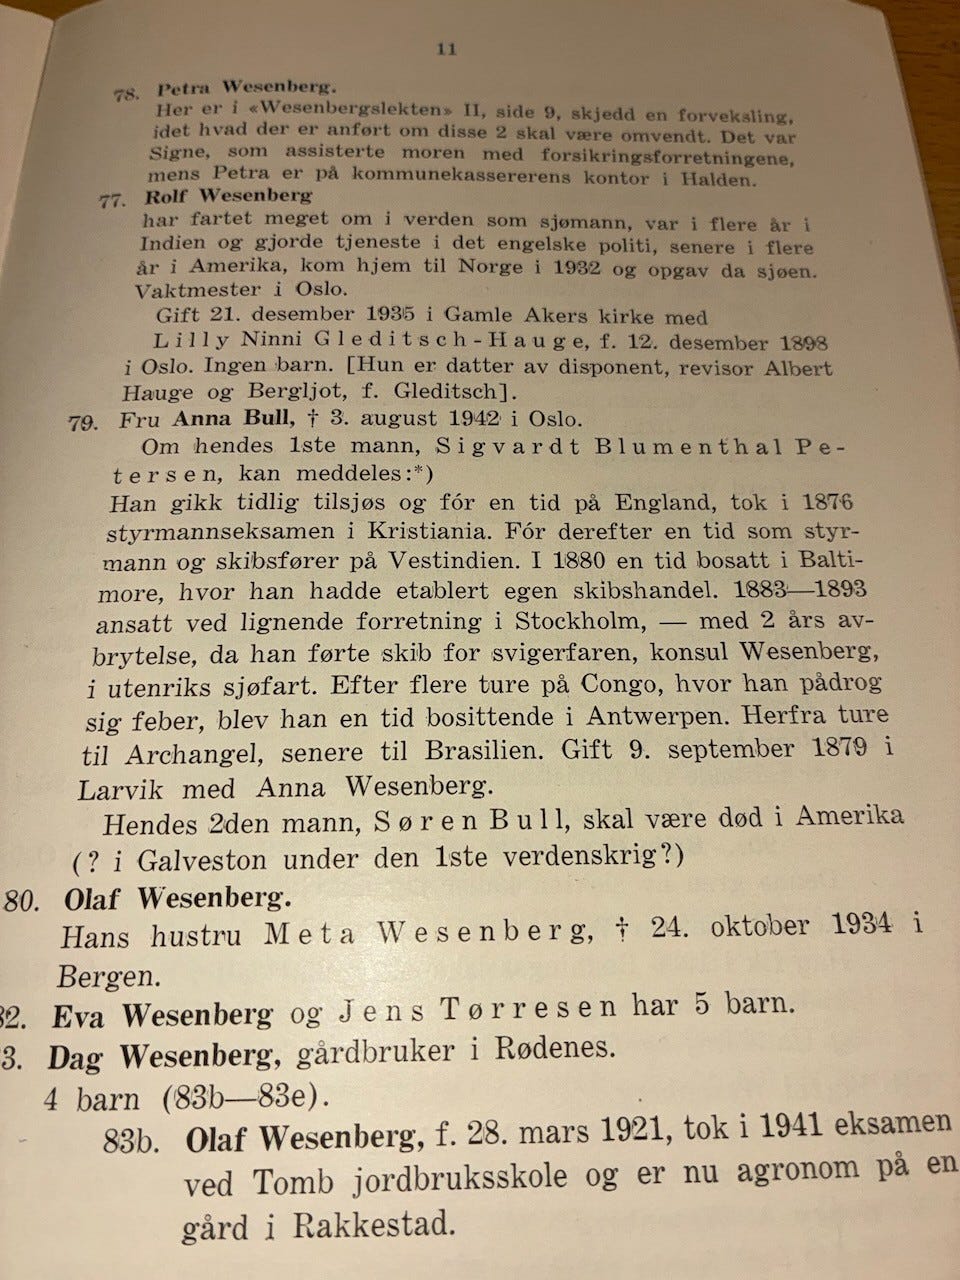 11
78. Petra Wesenberg.
Her er i «Wesenbergslekten» II, side 9, skjedd en forveksling,
idet hvad der er anført om disse 2 skal være omvendt. Det var
Signe, som assisterte moren med forsikringsforretningene,
mens Petra er på kommunekassererens kontor i Halden.
77. Rolf Wesenberg
har fartet meget om i verden som sjømann, var i flere år i
Indien og gjorde tjeneste i det engelske politi, senere i flere
år i Amerika, kom hjem til Norge i 1932 og opgav da sjøen.
Vaktmester i Oslo.
Gift 21. desember 1935 i Gamle Akers kirke med
Lilly Ninni Gleditsch-Hauge, f. 12. desember 1898
i Oslo. Ingen barn. [Hun er datter av disponent, revisor Albert
Hauge og Bergljot, f. Gleditsch].
79. Fru Anna Bull, † 3. august 1942 i Oslo.
Om hendes 1ste mann, Sigvardt Blumenthal Pe-
tersen, kan meddeles:*)
Han gikk tidlig tilsjøs og fór en tid på England, tok i 1876
styrmannseksamen i Kristiania. Fór derefter en tid som styr-
mann og skibsfører på Vestindien. I 1880 en tid bosatt i Balti-
more, hvor han hadde etablert egen skibshandel. 1883—1893
ansatt ved lignende forretning i Stockholm, — med 2 års av-
brytelse, da han førte skib for svigerfaren, konsul Wesenberg,
i utenriks sjøfart. Efter flere ture på Congo, hvor han pådrog
sig feber, blev han en tid bosittende i Antwerpen. Herfra ture
til Archangel, senere til Brasilien. Gift 9. september 1879 i
Larvik med Anna Wesenberg.
Hendes 2den mann, Søren Bull, skal være død i Amerika
(? i Galveston under den 1ste verdenskrig?)
80. Olaf Wesenberg.
Hans hustru Meta Wesenberg, † 24. oktober 1934 i
Bergen.
82. Eva Wesenberg og Jens Tørresen har 5 barn.
3. Dag Wesenberg, gårdbruker i Rødenes.
4 barn (83b—83e).
83b. Olaf Wesenberg, f. 28. mars 1921, tok i 1941 eksamen
ved Tomb jordbruksskole og er nu agronom på en
gård i Rakkestad.